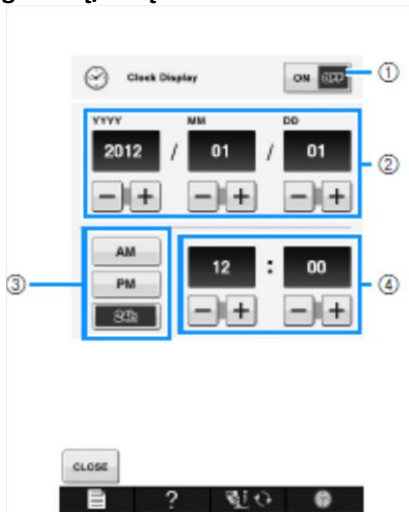 Clock Display ON OFF ①
YYYY MM DD
2012 / 01 / 01 ②
- + - + - +
③ AM
PM
24h
12 : 00 ④
- + - +
CLOSE
?